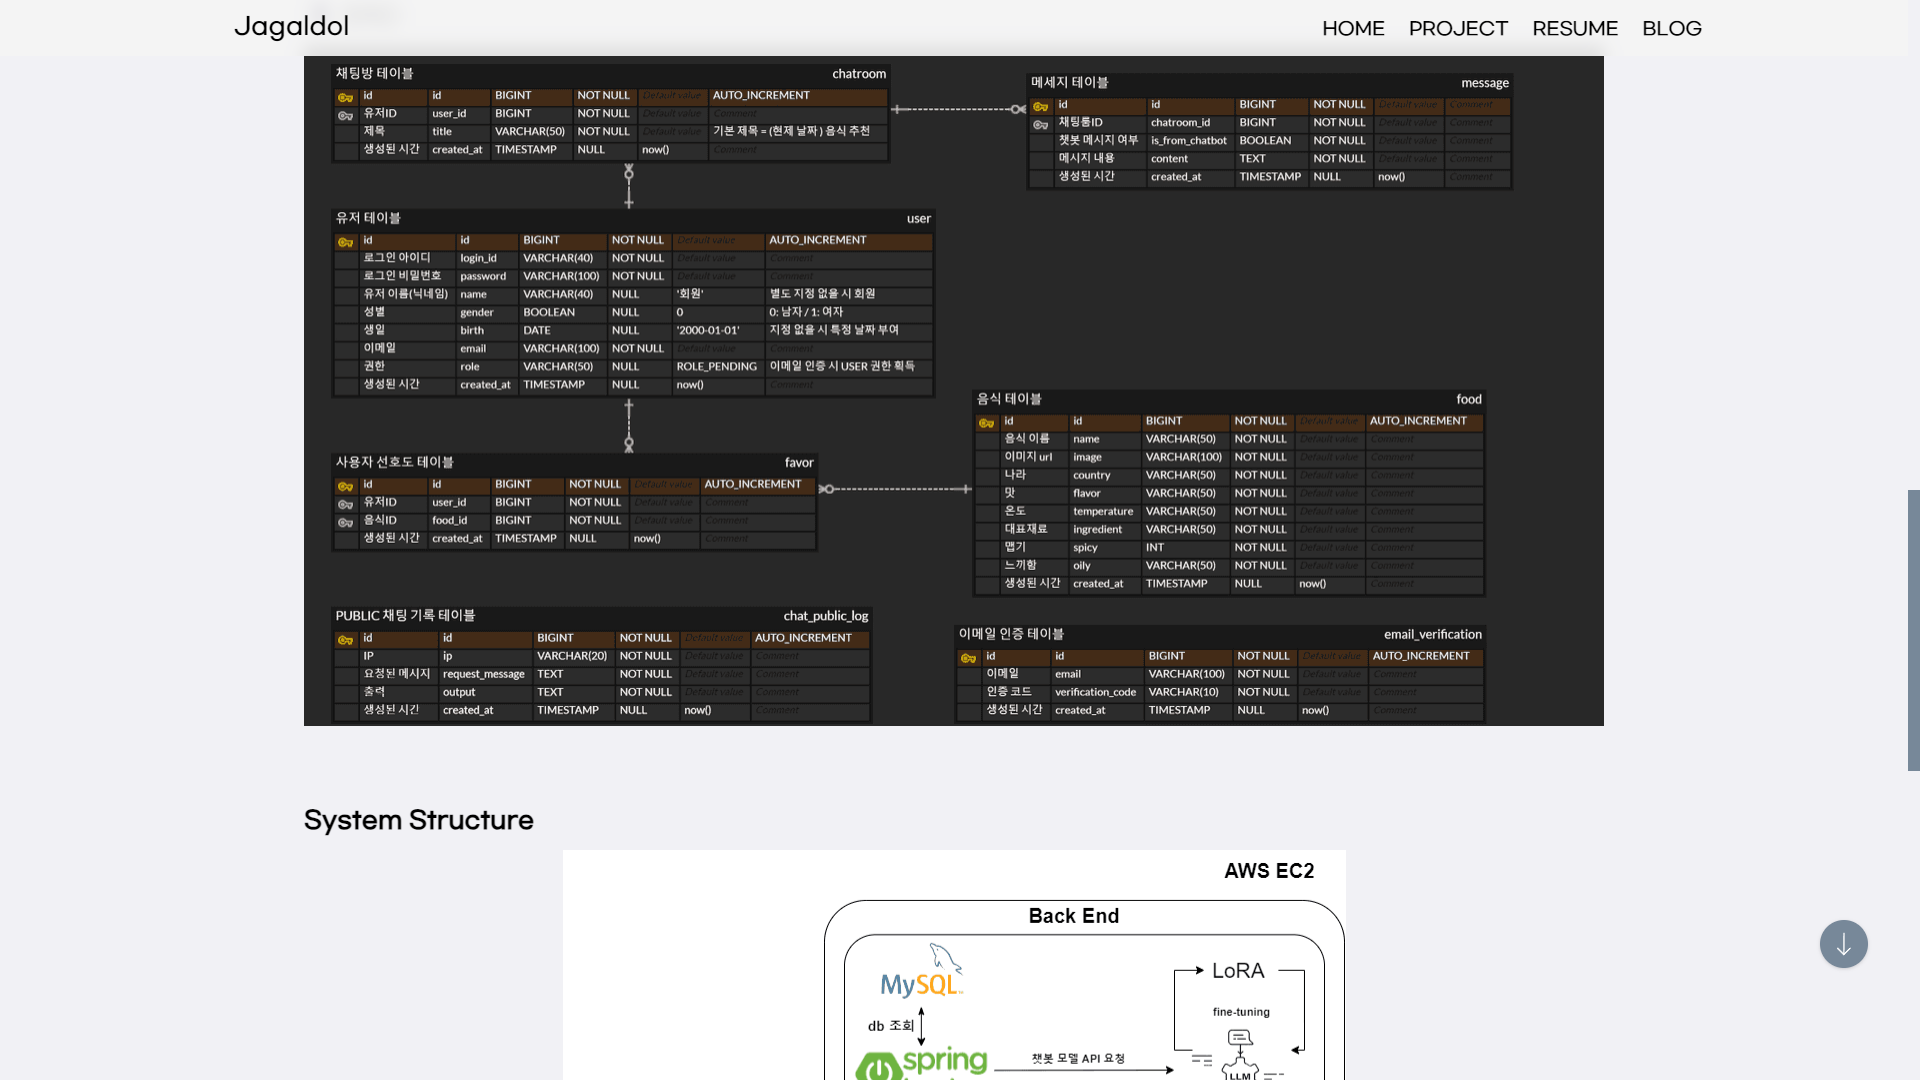 Jagaldol
HOME PROJECT RESUME BLOG
채팅방 테이블 chatroom
id id BIGINT NOT NULL Default value AUTO_INCREMENT
유저ID user_id BIGINT NOT NULL Default value Comment
제목 title VARCHAR(50) NOT NULL Default value 기본 제목 = (현제 날짜 ) 음식 추천
생성된 시간 created_at TIMESTAMP NULL now() Comment
메세지 테이블 message
id id BIGINT NOT NULL Default value Comment
채팅룸ID chatroom_id BIGINT NOT NULL Default value Comment
챗봇 메시지 여부 is_from_chatbot BOOLEAN NOT NULL Default value Comment
메시지 내용 content TEXT NOT NULL Default value Comment
생성된 시간 created_at TIMESTAMP NULL now() Comment
유저 테이블 user
id id BIGINT NOT NULL Default value AUTO_INCREMENT
로그인 아이디 login_id VARCHAR(40) NOT NULL Default value Comment
로그인 비밀번호 password VARCHAR(100) NOT NULL Default value Comment
유저 이름(닉네임) name VARCHAR(40) NULL '회원' 별도 지정 없을 시 회원
성별 gender BOOLEAN NULL 0 0: 남자 / 1: 여자
생일 birth DATE NULL '2000-01-01' 지정 없을 시 특정 날짜 부여
이메일 email VARCHAR(100) NOT NULL Default value Comment
권한 role VARCHAR(50) NULL ROLE_PENDING 이메일 인증 시 USER 권한 획득
생성된 시간 created_at TIMESTAMP NULL now() Comment
음식 테이블 food
id id BIGINT NOT NULL Default value AUTO_INCREMENT
음식 이름 name VARCHAR(50) NOT NULL Default value Comment
이미지 url image VARCHAR(100) NOT NULL Default value Comment
나라 country VARCHAR(50) NOT NULL Default value Comment
맛 flavor VARCHAR(50) NOT NULL Default value Comment
온도 temperature VARCHAR(50) NOT NULL Default value Comment
대표재료 ingredient VARCHAR(50) NOT NULL Default value Comment
맵기 spicy INT NOT NULL Default value Comment
느끼함 oily VARCHAR(50) NOT NULL Default value Comment
생성된 시간 created_at TIMESTAMP NULL now() Comment
사용자 선호도 테이블 favor
id id BIGINT NOT NULL Default value AUTO_INCREMENT
유저ID user_id BIGINT NOT NULL Default value Comment
음식ID food_id BIGINT NOT NULL Default value Comment
생성된 시간 created_at TIMESTAMP NULL now() Comment
PUBLIC 채팅 기록 테이블 chat_public_log
id id BIGINT NOT NULL Default value AUTO_INCREMENT
IP ip VARCHAR(20) NOT NULL Default value Comment
요청된 메시지 request_message TEXT NOT NULL Default value Comment
출력 output TEXT NOT NULL Default value Comment
생성된 시간 created_at TIMESTAMP NULL now() Comment
이메일 인증 테이블 email_verification
id id BIGINT NOT NULL Default value AUTO_INCREMENT
이메일 email VARCHAR(100) NOT NULL Default value Comment
인증 코드 verification_code VARCHAR(10) NOT NULL Default value Comment
생성된 시간 created_at TIMESTAMP NULL now() Comment
System Structure
AWS EC2
Back End
MySQL
LoRA
fine-tuning
db 조회
spring
챗봇 모델 API 요청
LLM